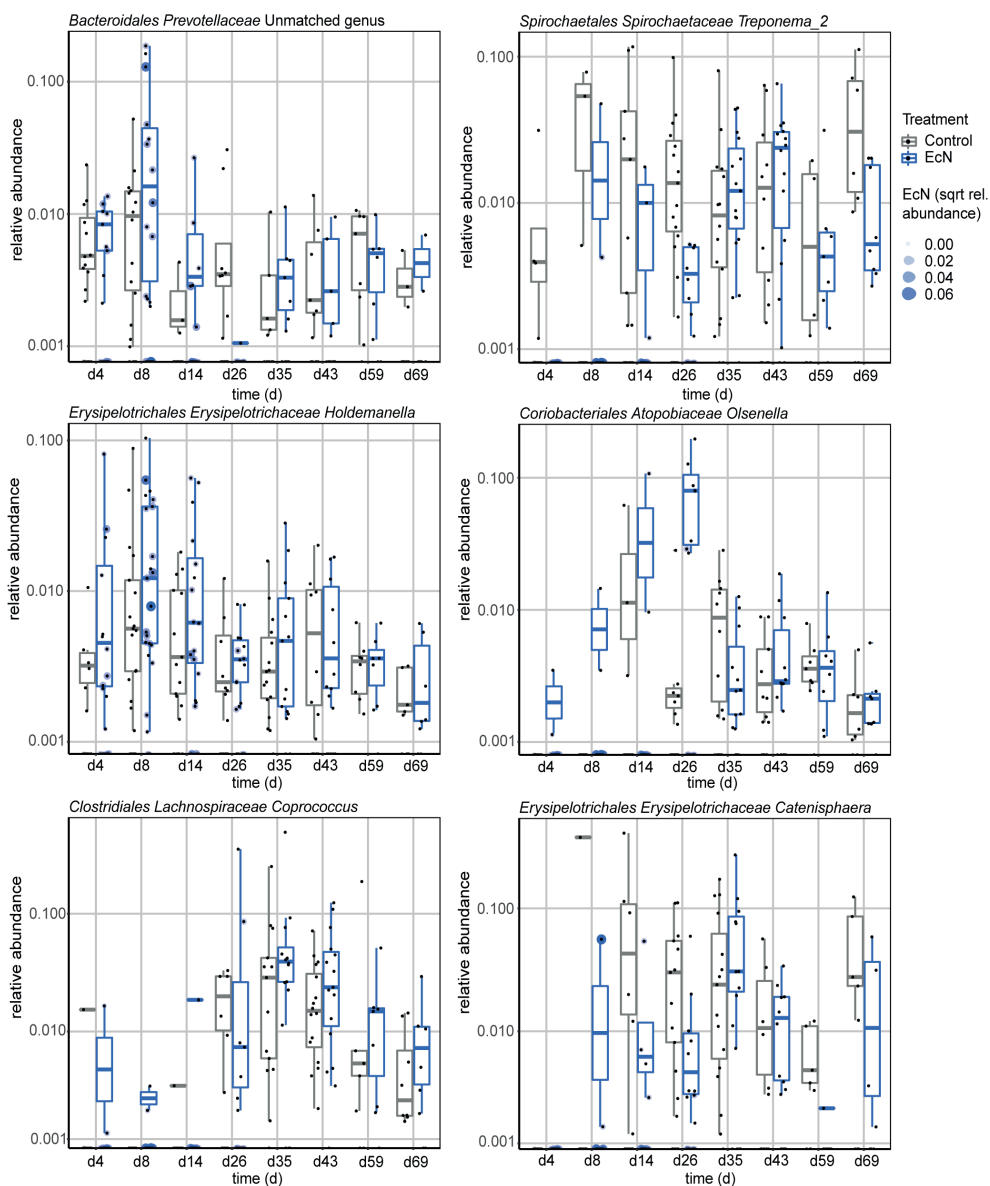 Bacteroidales Prevotellaceae Unmatched genus
relative abundance
0.100
0.010
0.001
d4 d8 d14 d26 d35 d43 d59 d69
time (d)
Spirochaetales Spirochaetaceae Treponema_2
relative abundance
0.100
0.010
0.001
d4 d8 d14 d26 d35 d43 d59 d69
time (d)
Treatment
Control
EcN
EcN (sqrt rel.
abundance)
0.00
0.02
0.04
0.06
Erysipelotrichales Erysipelotrichaceae Holdemanella
relative abundance
0.100
0.010
0.001
d4 d8 d14 d26 d35 d43 d59 d69
time (d)
Coriobacteriales Atopobiaceae Olsenella
relative abundance
0.100
0.010
0.001
d4 d8 d14 d26 d35 d43 d59 d69
time (d)
Clostridiales Lachnospiraceae Coprococcus
relative abundance
0.100
0.010
0.001
d4 d8 d14 d26 d35 d43 d59 d69
time (d)
Erysipelotrichales Erysipelotrichaceae Catenisphaera
relative abundance
0.100
0.010
0.001
d4 d8 d14 d26 d35 d43 d59 d69
time (d)